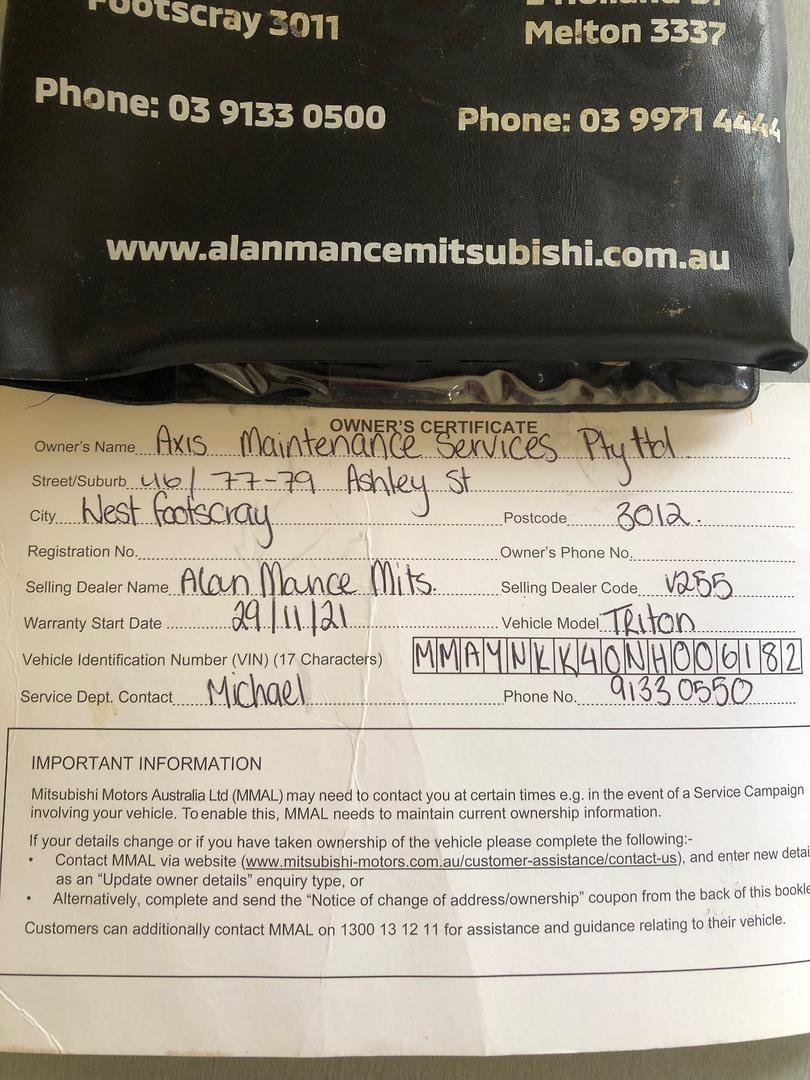 Footscray 3011
Melton 3337
Phone: 03 9133 0500
Phone: 03 9971 4444
www.alanmancemitsubishi.com.au
OWNER'S CERTIFICATE
Owner's Name Axis Maintenance Services Pty Ltd.
Street/Suburb 46/77-79 Ashley St
City West Footscray Postcode 3012.
Registration No. Owner's Phone No.
Selling Dealer Name Alan Mance Mits. Selling Dealer Code V255
Warranty Start Date 29/11/21 Vehicle Model Triton
Vehicle Identification Number (VIN) (17 Characters) MMAYNKK40NH006182
Service Dept. Contact Michael Phone No. 9133 0550
IMPORTANT INFORMATION
Mitsubishi Motors Australia Ltd (MMAL) may need to contact you at certain times e.g. in the event of a Service Campaign
involving your vehicle. To enable this, MMAL needs to maintain current ownership information.
If your details change or if you have taken ownership of the vehicle please complete the following:-
• Contact MMAL via website (www.mitsubishi-motors.com.au/customer-assistance/contact-us), and enter new detai
as an "Update owner details" enquiry type, or
• Alternatively, complete and send the "Notice of change of address/ownership" coupon from the back of this bookle
Customers can additionally contact MMAL on 1300 13 12 11 for assistance and guidance relating to their vehicle.